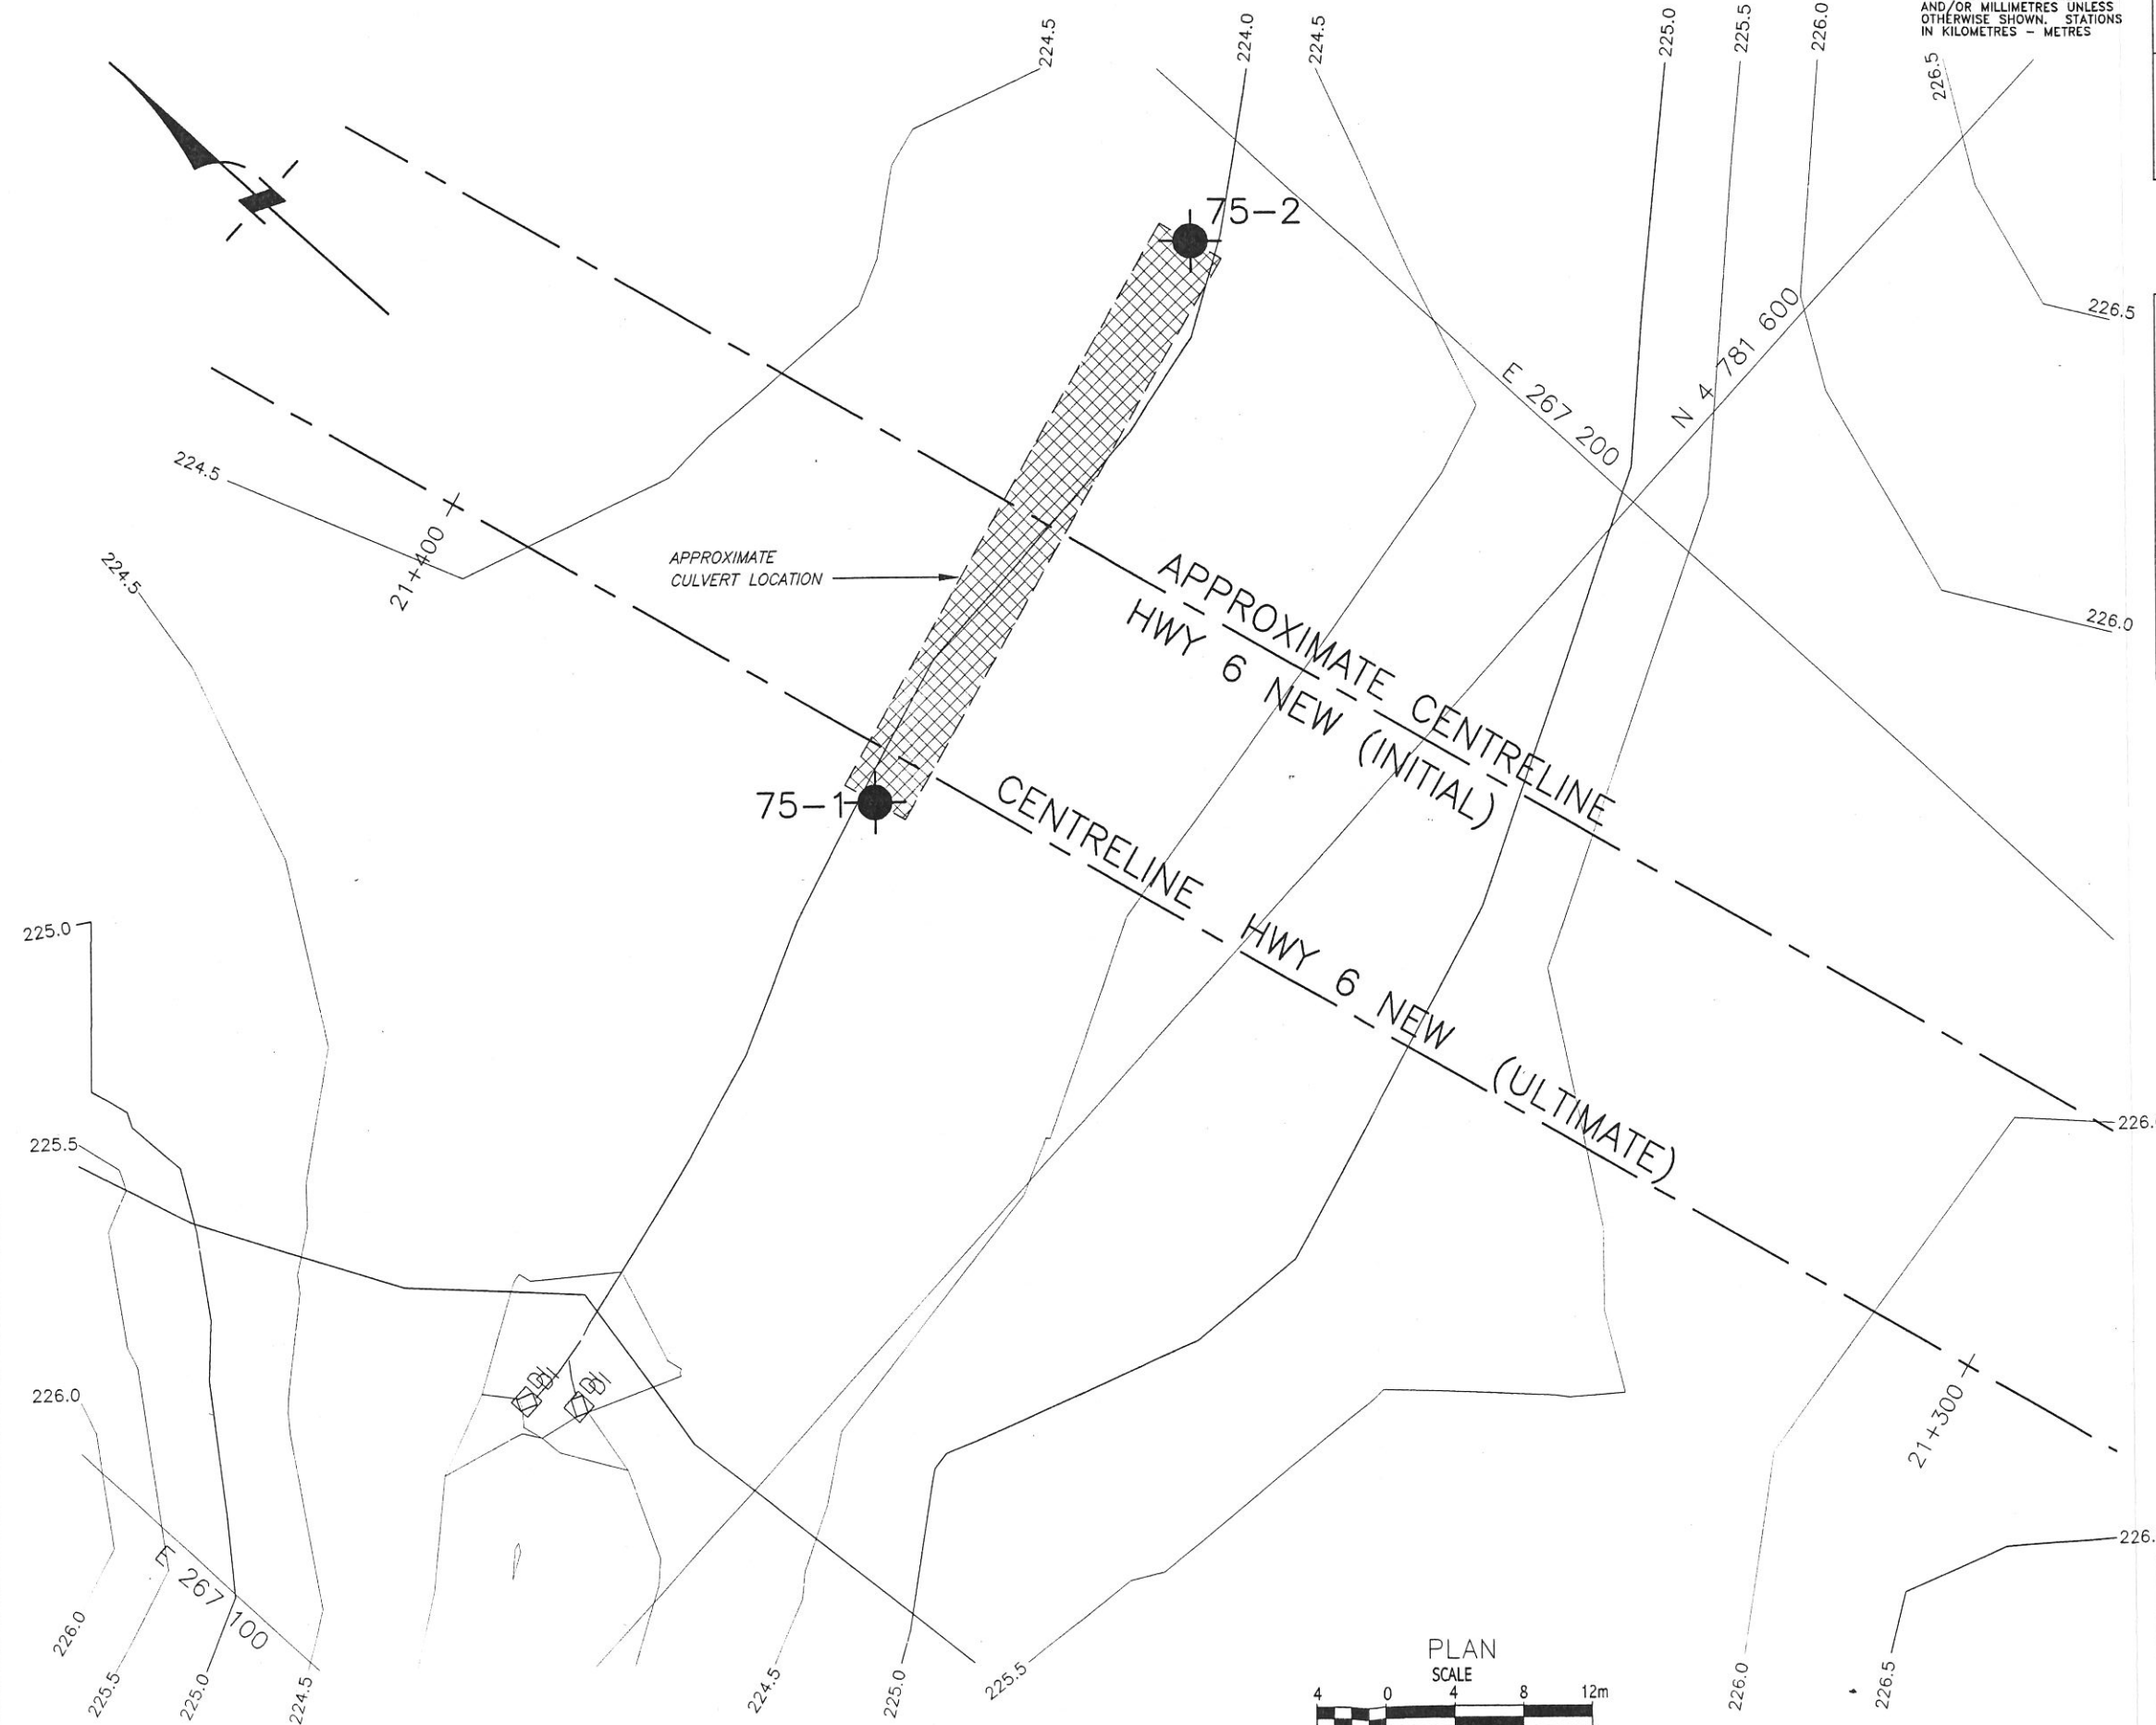 AND/OR MILLIMETRES UNLESS
OTHERWISE SHOWN. STATIONS
IN KILOMETRES - METRES
224.5
224.0
224.5
225.0
225.5
226.0
226.5
75-2
226.5
N 4 781 600
E 267 200
224.5
21+400
224.5
APPROXIMATE
CULVERT LOCATION
APPROXIMATE CENTRELINE
HWY 6 NEW (INITIAL)
226.0
75-1
CENTRELINE HWY 6 NEW (ULTIMATE)
225.0
225.5
226.
226.0
DI
DI
21+300
226.
E 267 100
226.0
225.5
225.0
224.5
224.5
225.0
225.5
226.0
226.5
PLAN
SCALE
4 0 4 8 12m